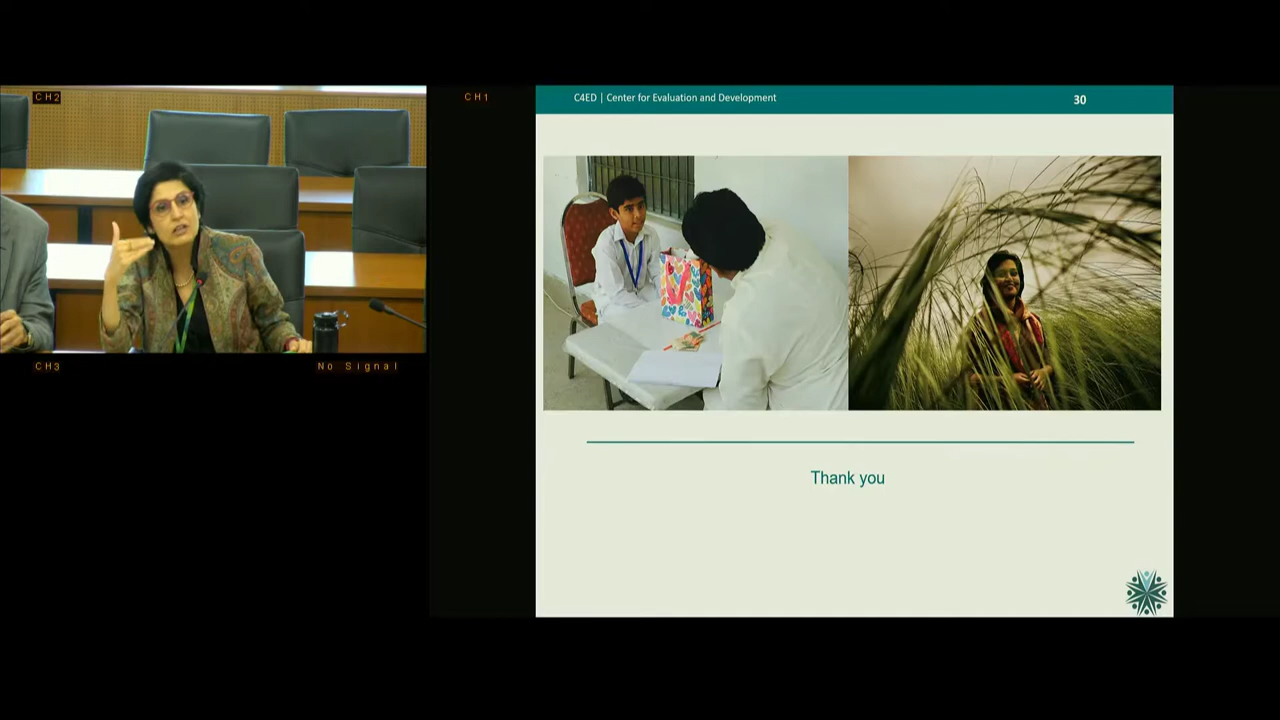 CH2
CH1
C4ED | Center for Evaluation and Development
30
CH3
No Signal
Thank you